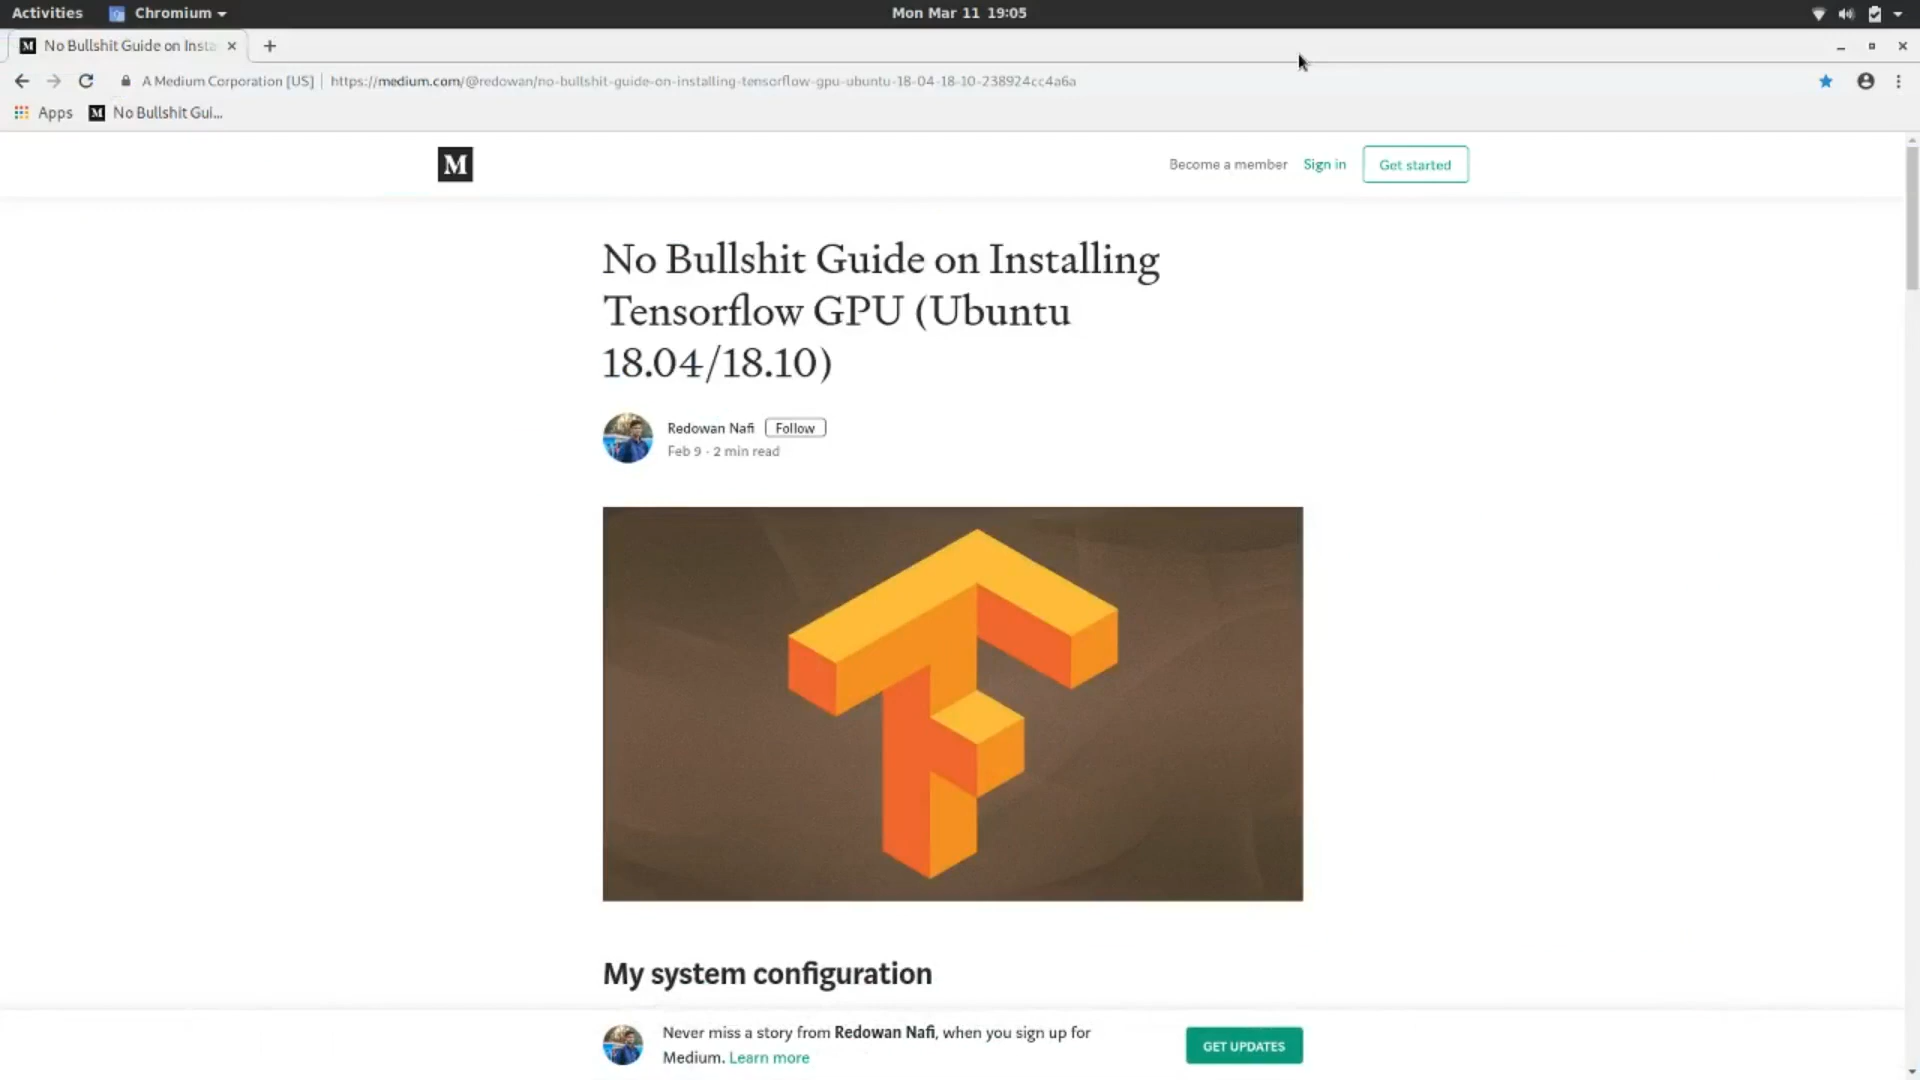 Activities
Chromium
Mon Mar 11 19:05
No Bullshit Guide on Insta
A Medium Corporation [US]
https://medium.com/@redowan/no-bullshit-guide-on-installing-tensorflow-gpu-ubuntu-18-04-18-10-238924cc4a6a
Apps
No Bullshit Gui...
M
Become a member
Sign in
Get started
No Bullshit Guide on Installing
Tensorflow GPU (Ubuntu
18.04/18.10)
Redowan Nafi
Follow
Feb 9 · 2 min read
My system configuration
Never miss a story from Redowan Nafi, when you sign up for
Medium. Learn more
GET UPDATES